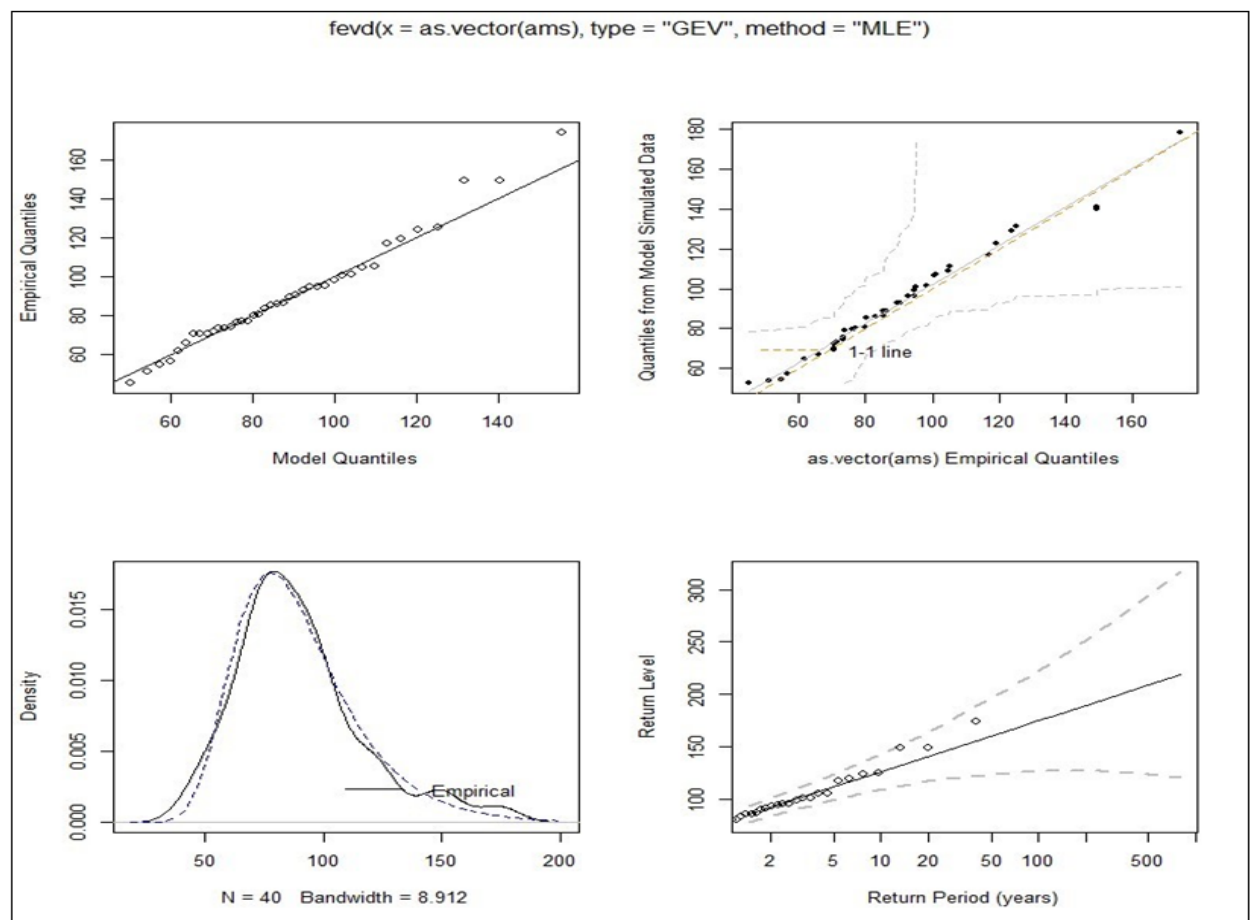 fevd(x = as.vector(ams), type = "GEV", method = "MLE")
Empirical Quantiles
60 80 100 120 140 160
60 80 100 120 140
Model Quantiles
Quantiles from Model Simulated Data
60 80 100 120 140 160 180
1-1 line
60 80 100 120 140 160
as.vector(ams) Empirical Quantiles
Density
0.000 0.005 0.010 0.015
Empirical
50 100 150 200
N = 40 Bandwidth = 8.912
Return Level
100 150 200 250 300
2 5 10 20 50 100 500
Return Period (years)